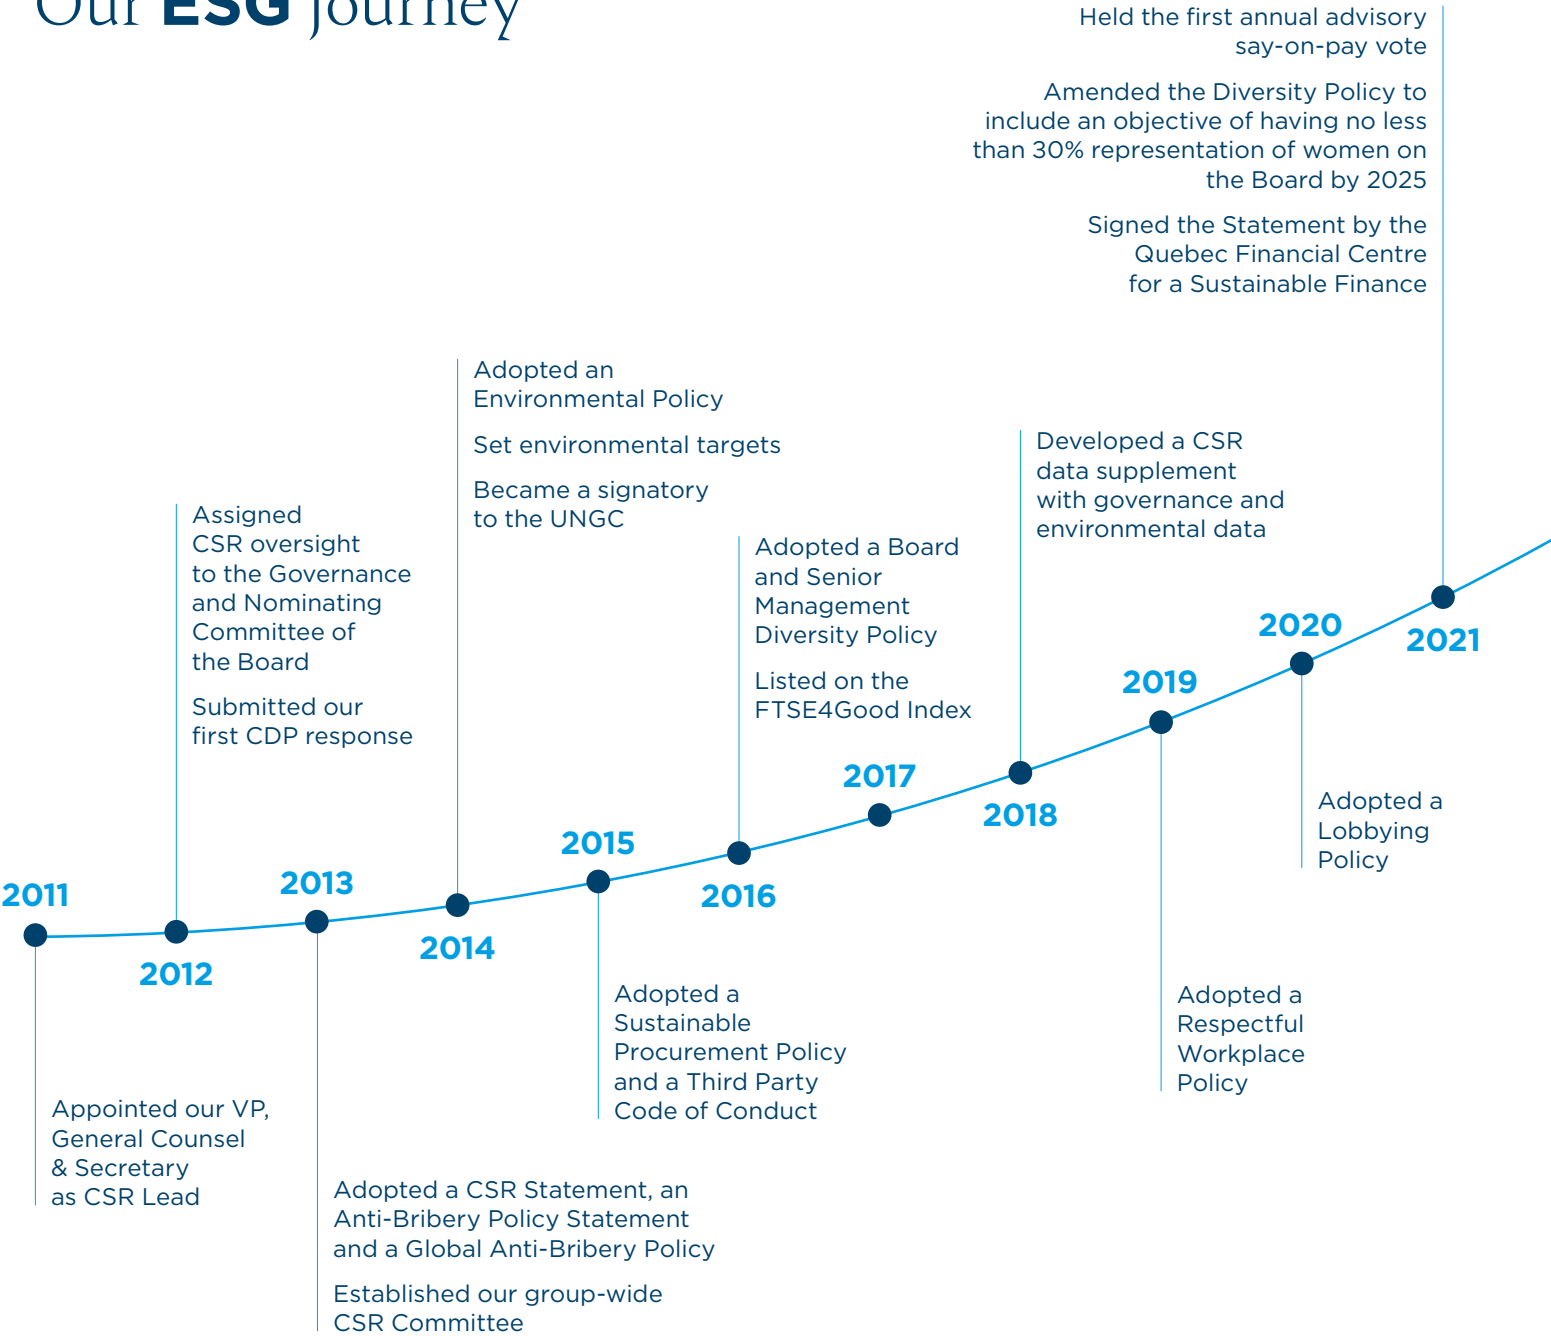 Our ESG journey
Held the first annual advisory
say-on-pay vote
Amended the Diversity Policy to
include an objective of having no less
than 30% representation of women on
the Board by 2025
Signed the Statement by the
Quebec Financial Centre
for a Sustainable Finance
Adopted an
Environmental Policy
Set environmental targets
Became a signatory
to the UNGC
Developed a CSR
data supplement
with governance and
environmental data
Assigned
CSR oversight
to the Governance
and Nominating
Committee of
the Board
Submitted our
first CDP response
Adopted a Board
and Senior
Management
Diversity Policy
Listed on the
FTSE4Good Index
2020
2021
2019
2017
2018
Adopted a
Lobbying
Policy
2015
2013
2011
2016
2014
2012
Adopted a
Sustainable
Procurement Policy
and a Third Party
Code of Conduct
Adopted a
Respectful
Workplace
Policy
Appointed our VP,
General Counsel
& Secretary
as CSR Lead
Adopted a CSR Statement, an
Anti-Bribery Policy Statement
and a Global Anti-Bribery Policy
Established our group-wide
CSR Committee